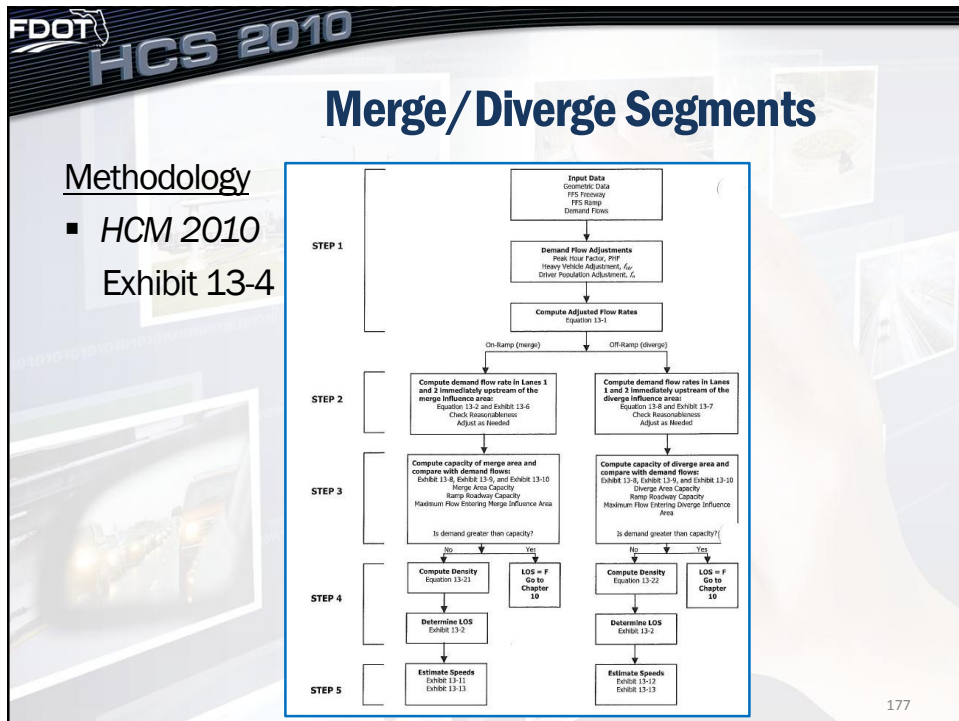 FDOT
HCS 2010
Merge/Diverge Segments
Methodology
▪ HCM 2010
Exhibit 13-4
STEP 1
Input Data
Geometric Data
FFS Freeway
FFS Ramp
Demand Flows
Demand Flow Adjustments
Peak Hour Factor, PHF
Heavy Vehicle Adjustment, fHV
Driver Population Adjustment, fp
Compute Adjusted Flow Rates
Equation 13-1
On-Ramp (merge)
Off-Ramp (diverge)
STEP 2
Compute demand flow rate in Lanes 1
and 2 immediately upstream of the
merge influence area:
Equation 13-2 and Exhibit 13-6
Check Reasonableness
Adjust as Needed
Compute demand flow rates in Lanes
1 and 2 immediately upstream of the
diverge influence area:
Equation 13-8 and Exhibit 13-7
Check Reasonableness
Adjust as Needed
STEP 3
Compute capacity of merge area and
compare with demand flows:
Exhibit 13-8, Exhibit 13-9, and Exhibit 13-10
Merge Area Capacity
Ramp Roadway Capacity
Maximum Flow Entering Merge Influence Area
Is demand greater than capacity?
Compute capacity of diverge area and
compare with demand flows:
Exhibit 13-8, Exhibit 13-9, and Exhibit 13-10
Diverge Area Capacity
Ramp Roadway Capacity
Maximum Flow Entering Diverge Influence
Area
Is demand greater than capacity?
No
Yes
No
Yes
STEP 4
Compute Density
Equation 13-21
LOS = F
Go to
Chapter
10
Compute Density
Equation 13-22
LOS = F
Go to
Chapter
10
Determine LOS
Exhibit 13-2
Determine LOS
Exhibit 13-2
STEP 5
Estimate Speeds
Exhibit 13-11
Exhibit 13-13
Estimate Speeds
Exhibit 13-12
Exhibit 13-13
177